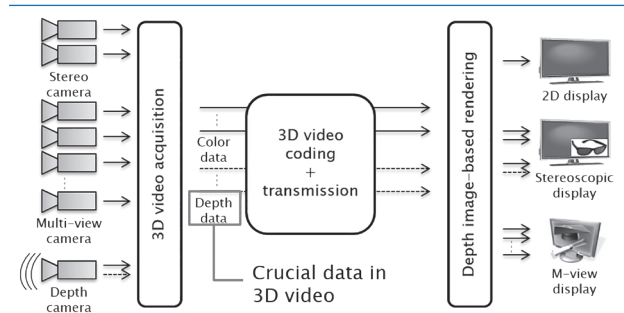 Stereo
camera
Multi-view
camera
Depth
camera
3D video acquisition
Color
data
Depth
data
3D video
coding
+
transmission
Crucial data in
3D video
Depth image-based rendering
2D display
Stereoscopic
display
M-view
display